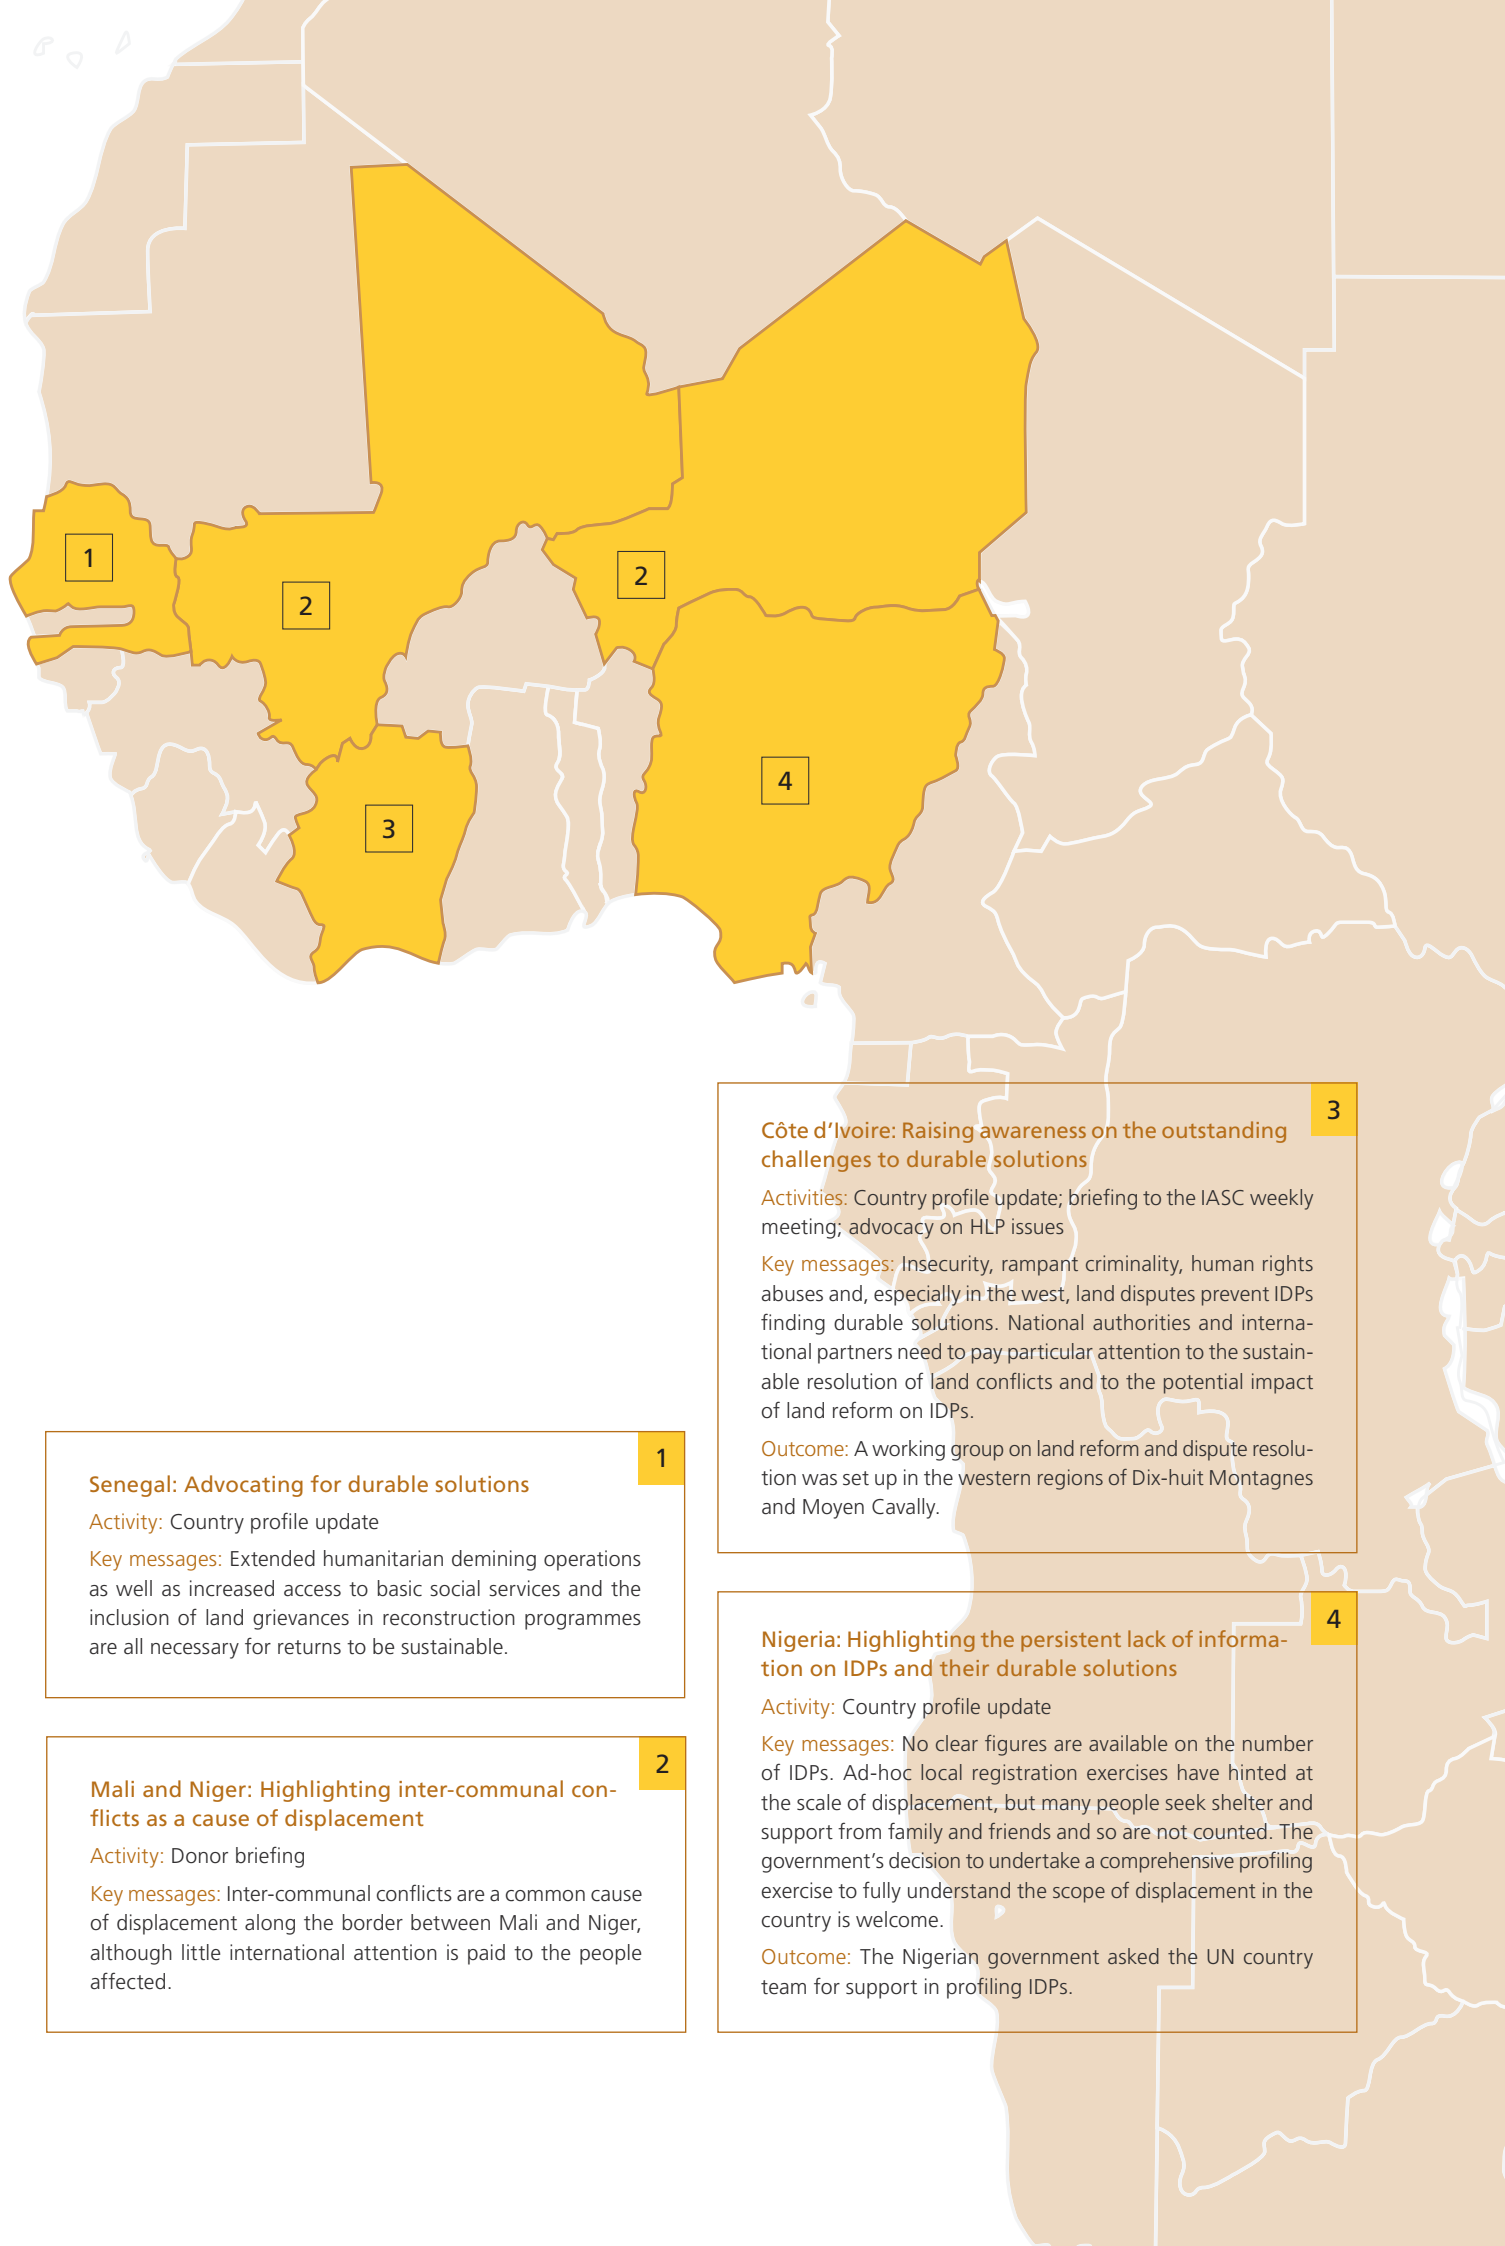 1
2
2
3
4
3
Côte d'Ivoire: Raising awareness on the outstanding
challenges to durable solutions
Activities: Country profile update; briefing to the IASC weekly
meeting; advocacy on HLP issues
Key messages: Insecurity, rampant criminality, human rights
abuses and, especially in the west, land disputes prevent IDPs
finding durable solutions. National authorities and interna-
tional partners need to pay particular attention to the sustain-
able resolution of land conflicts and to the potential impact
of land reform on IDPs.
Outcome: A working group on land reform and dispute resolu-
tion was set up in the western regions of Dix-huit Montagnes
and Moyen Cavally.
1
Senegal: Advocating for durable solutions
Activity: Country profile update
Key messages: Extended humanitarian demining operations
as well as increased access to basic social services and the
inclusion of land grievances in reconstruction programmes
are all necessary for returns to be sustainable.
2
Mali and Niger: Highlighting inter-communal con-
flicts as a cause of displacement
Activity: Donor briefing
Key messages: Inter-communal conflicts are a common cause
of displacement along the border between Mali and Niger,
although little international attention is paid to the people
affected.
4
Nigeria: Highlighting the persistent lack of informa-
tion on IDPs and their durable solutions
Activity: Country profile update
Key messages: No clear figures are available on the number
of IDPs. Ad-hoc local registration exercises have hinted at
the scale of displacement, but many people seek shelter and
support from family and friends and so are not counted. The
government's decision to undertake a comprehensive profiling
exercise to fully understand the scope of displacement in the
country is welcome.
Outcome: The Nigerian government asked the UN country
team for support in profiling IDPs.